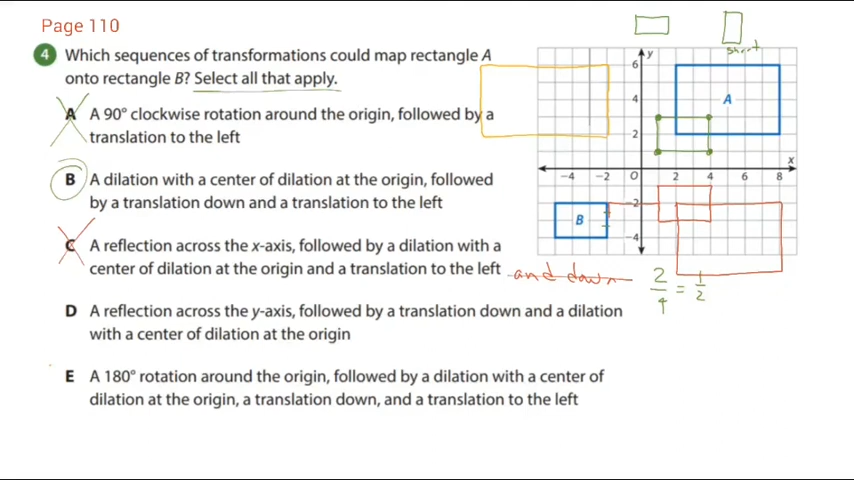 Page 110
4 Which sequences of transformations could map rectangle A
onto rectangle B? Select all that apply.
A A 90° clockwise rotation around the origin, followed by a
translation to the left
B A dilation with a center of dilation at the origin, followed
by a translation down and a translation to the left
C A reflection across the x-axis, followed by a dilation with a
center of dilation at the origin and a translation to the left and down
D A reflection across the y-axis, followed by a translation down and a dilation
with a center of dilation at the origin
E A 180° rotation around the origin, followed by a dilation with a center of
dilation at the origin, a translation down, and a translation to the left
short
y
6
4
A
2
x
-4 -2 O 2 4 6 8
-2
B
-4
2/4 = 1/2